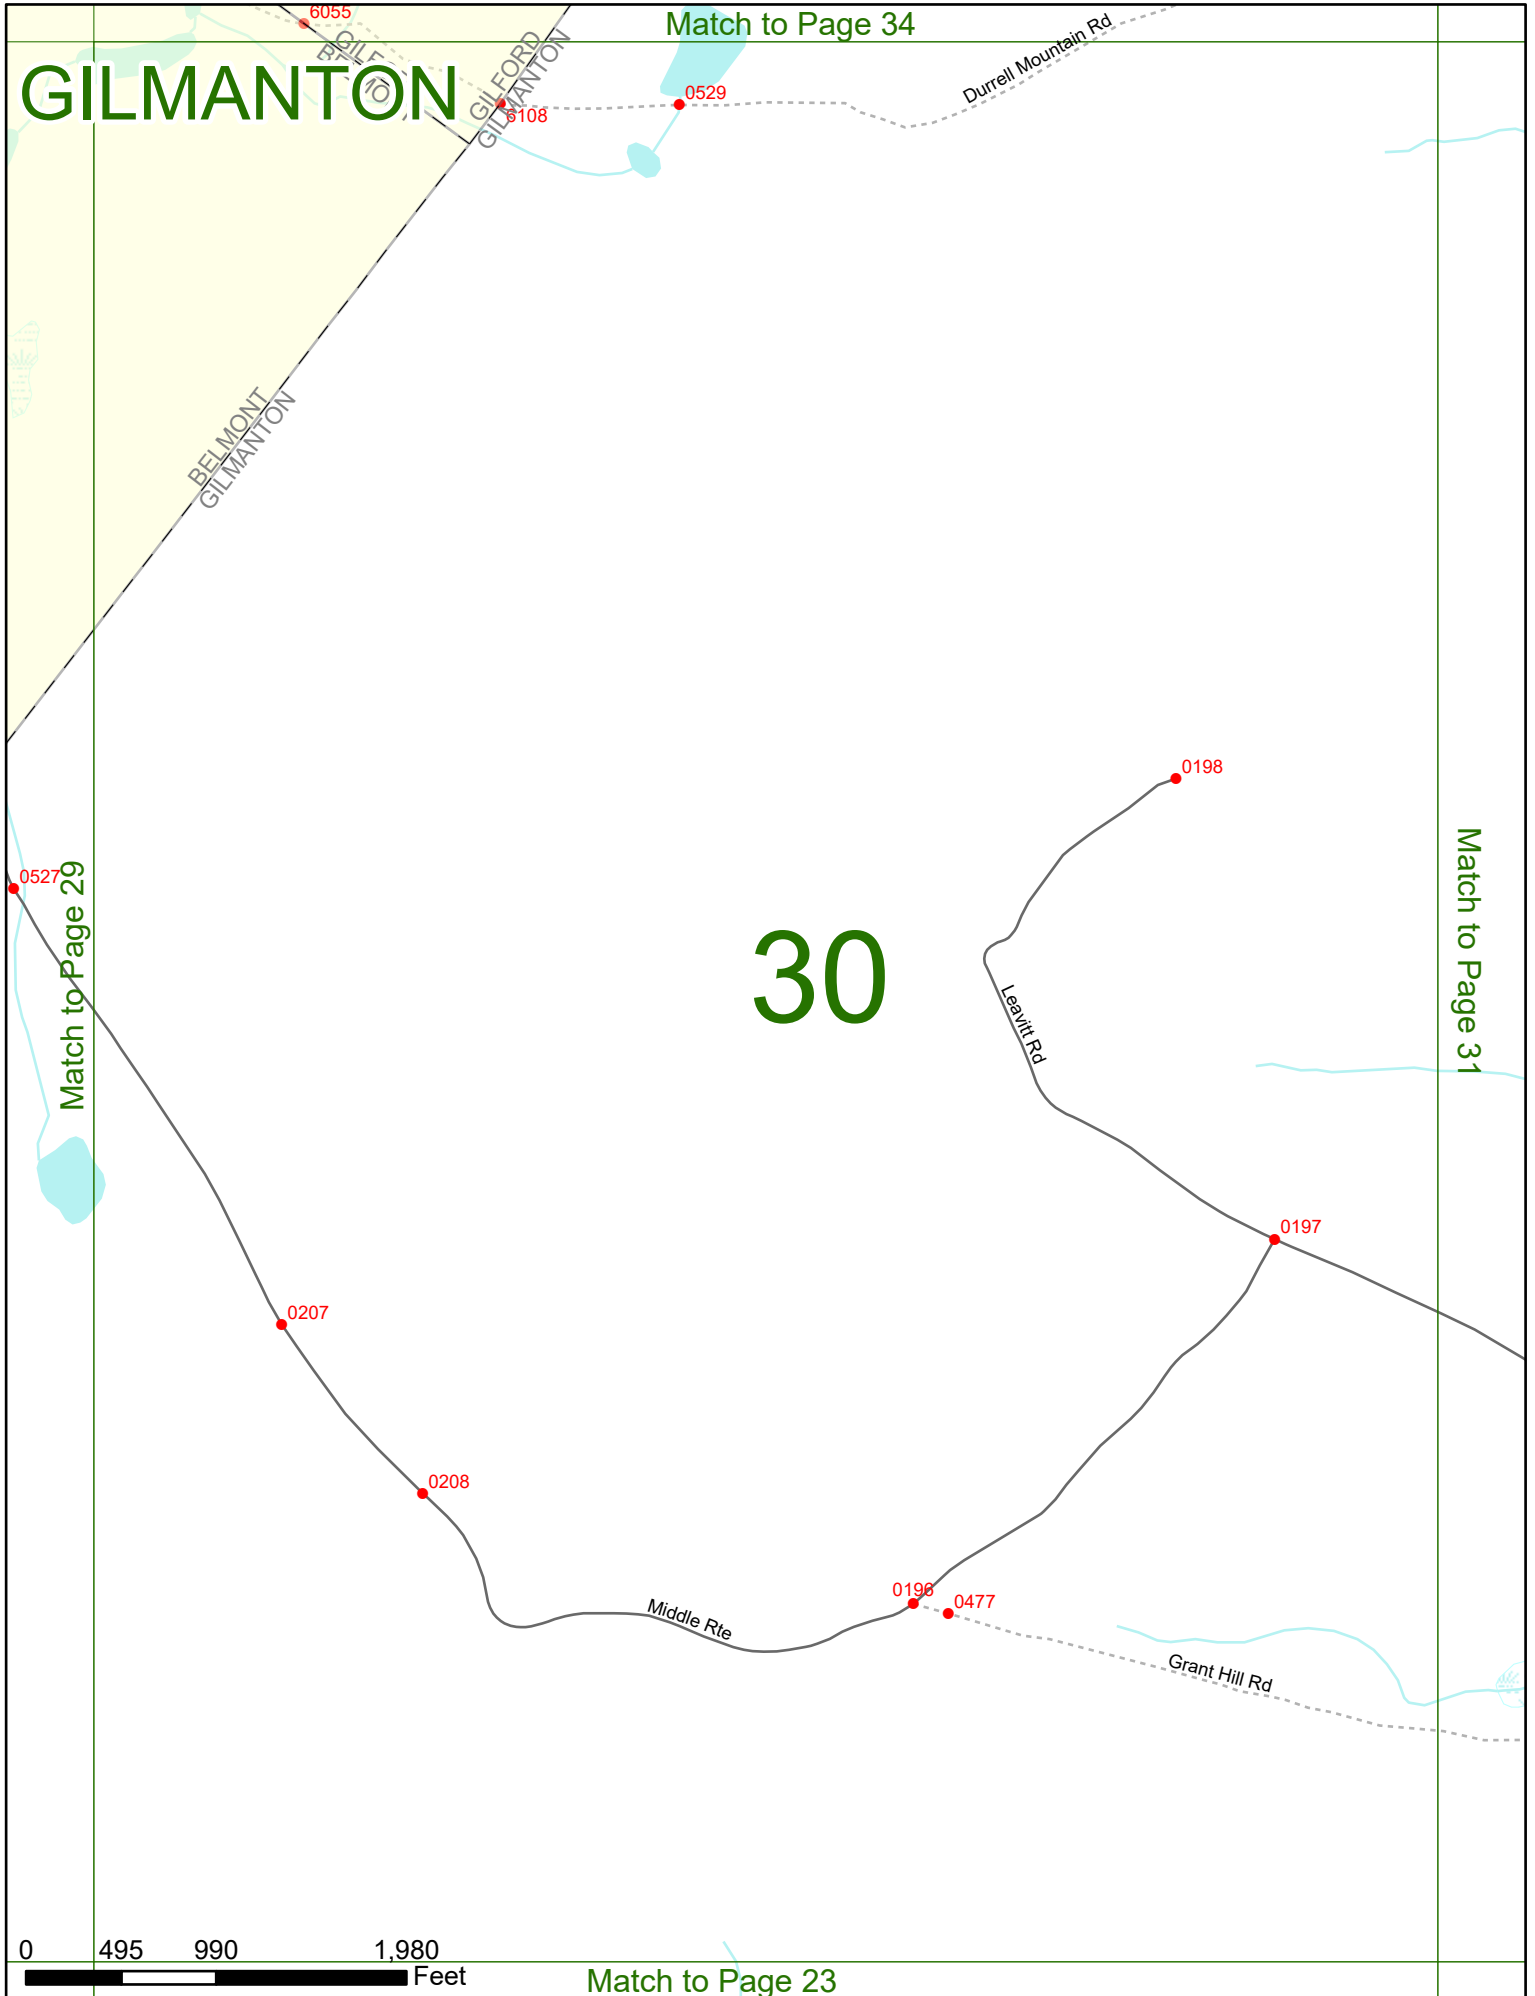 6055
Match to Page 34
Durrell Mountain Rd
GILMANTON
GILFORD
GILMANTON
6108
0529
BELMONT
GILMANTON
0198
0527
Match to Page 29
Match to Page 31
30
Leavitt Rd
0197
0207
0208
0196
0477
Middle Rte
Grant Hill Rd
0 495 990 1,980
Feet
Match to Page 23